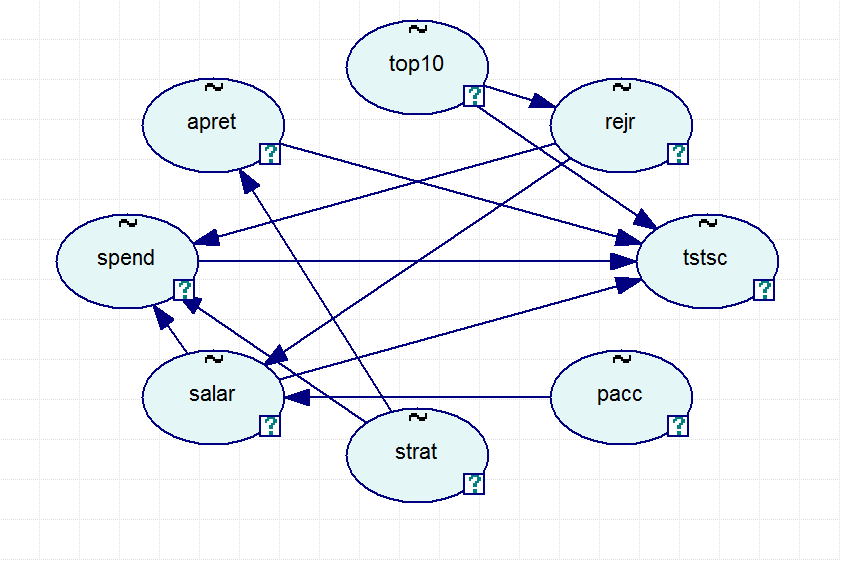 ~
top10
?
~
apret
?
~
rejr
?
~
spend
?
~
tstsc
?
~
salar
?
~
pacc
?
~
strat
?